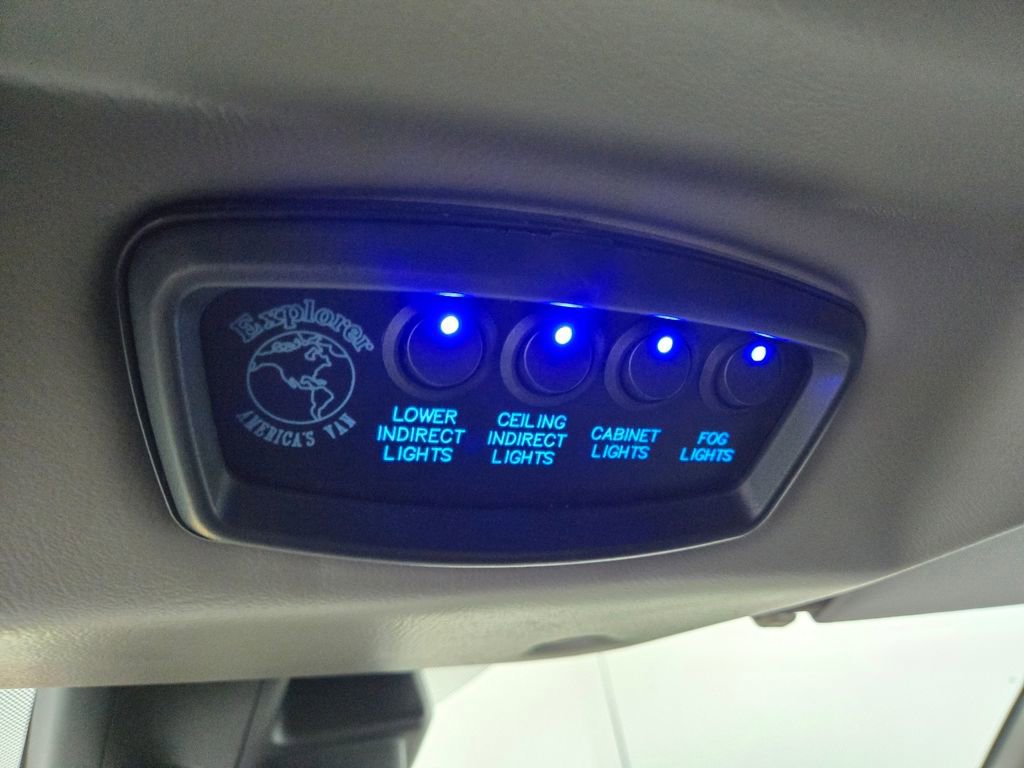 Explorer
AMERICA'S VAN
LOWER
INDIRECT
LIGHTS
CEILING
INDIRECT
LIGHTS
CABINET
LIGHTS
FOG
LIGHTS